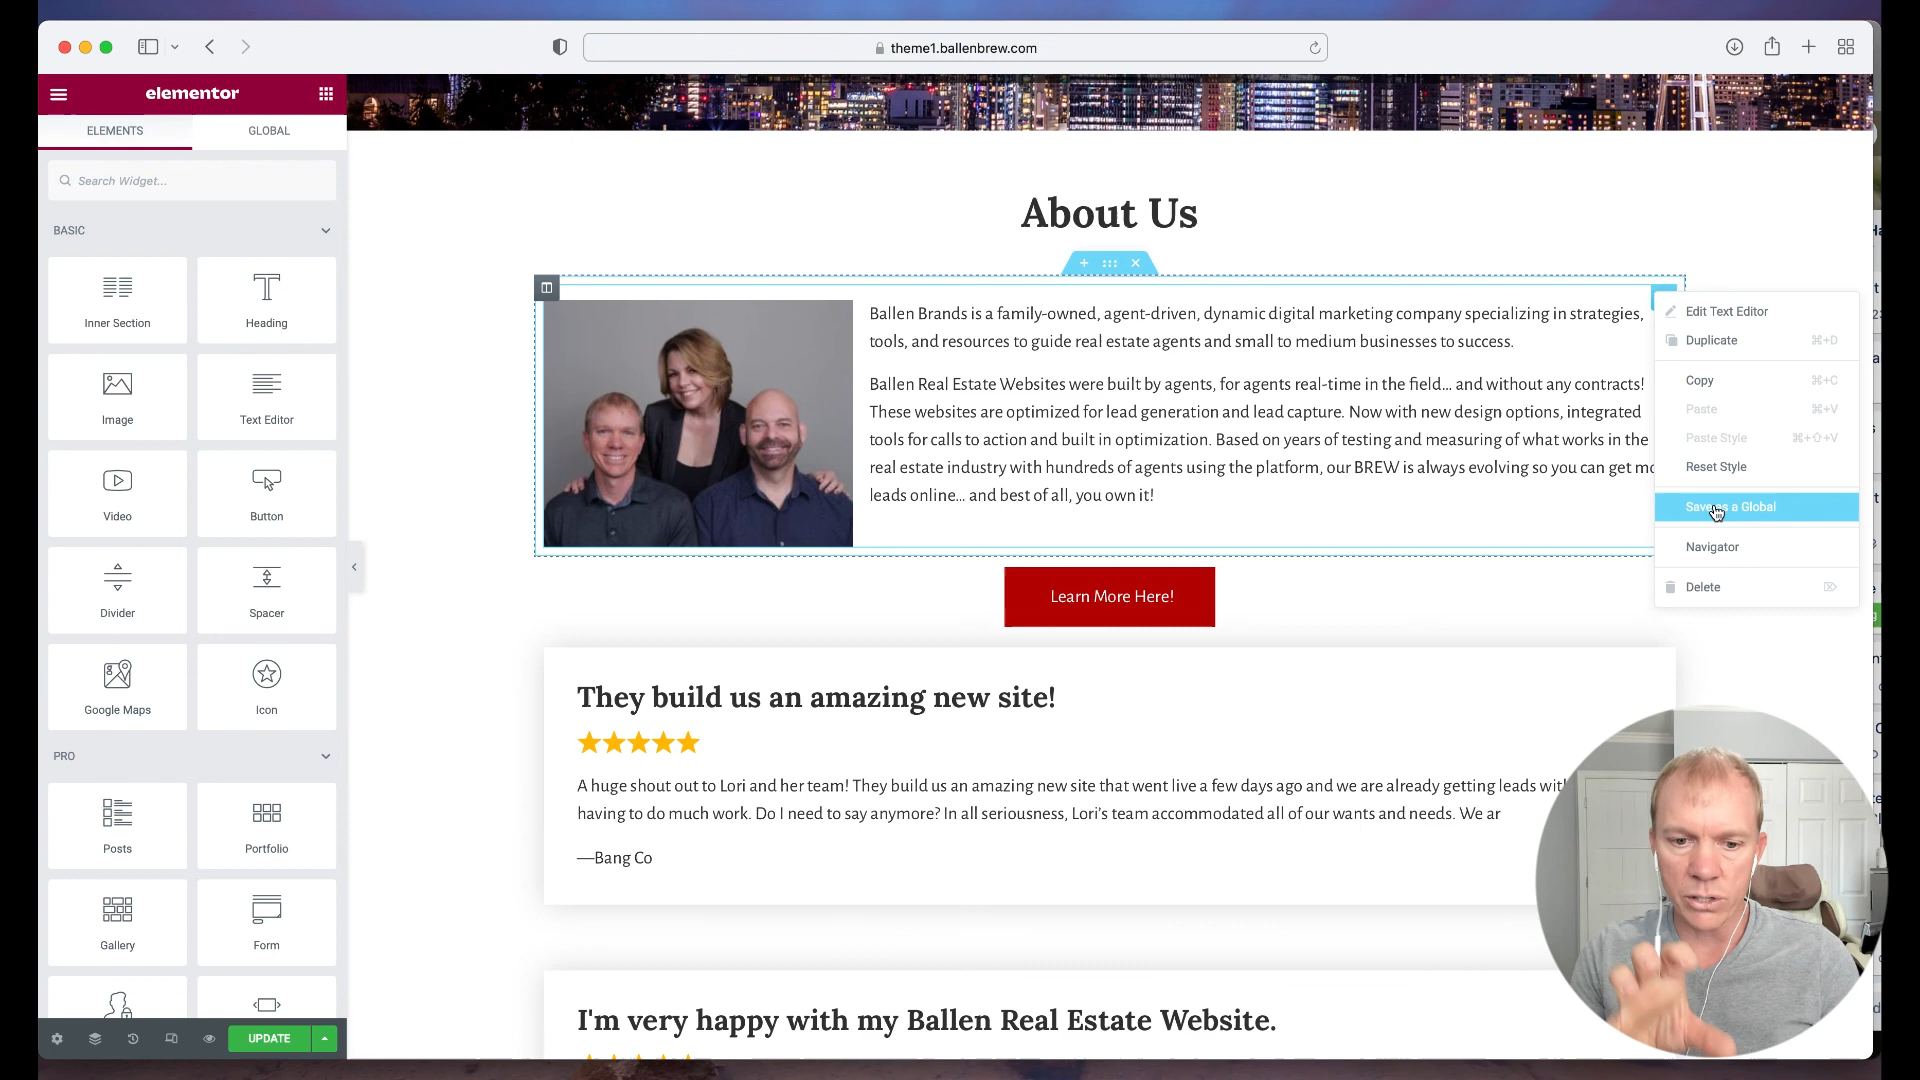 theme1.ballenbrew.com
elementor
ELEMENTS
GLOBAL
Search Widget...
BASIC
Inner Section
Heading
Image
Text Editor
Video
Button
Divider
Spacer
Google Maps
Icon
PRO
Posts
Portfolio
Gallery
Form
UPDATE
About Us
Ballen Brands is a family-owned, agent-driven, dynamic digital marketing company specializing in strategies,
tools, and resources to guide real estate agents and small to medium businesses to success.
Ballen Real Estate Websites were built by agents, for agents real-time in the field... and without any contracts!
These websites are optimized for lead generation and lead capture. Now with new design options, integrated
tools for calls to action and built in optimization. Based on years of testing and measuring of what works in the
real estate industry with hundreds of agents using the platform, our BREW is always evolving so you can get
leads online... and best of all, you own it!
Learn More Here!
They build us an amazing new site!
A huge shout out to Lori and her team! They build us an amazing new site that went live a few days ago and we are already getting leads
having to do much work. Do I need to say anymore? In all seriousness, Lori's team accommodated all of our wants and needs. We ar
—Bang Co
I'm very happy with my Ballen Real Estate Website.
Edit Text Editor
Duplicate ⌘+D
Copy ⌘+C
Paste ⌘+V
Paste Style ⌘+⇧+V
Reset Style
Save as a Global
Navigator
Delete